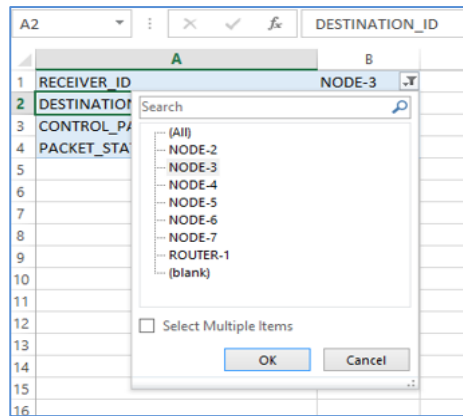 A2 fx DESTINATION_ID
A B
1 RECEIVER_ID NODE-3
2 DESTINATION
3 CONTROL_PA
4 PACKET_STA
Search
(All)
NODE-2
NODE-3
NODE-4
NODE-5
NODE-6
NODE-7
ROUTER-1
(blank)
Select Multiple Items
OK Cancel
5
6
7
8
9
10
11
12
13
14
15
16